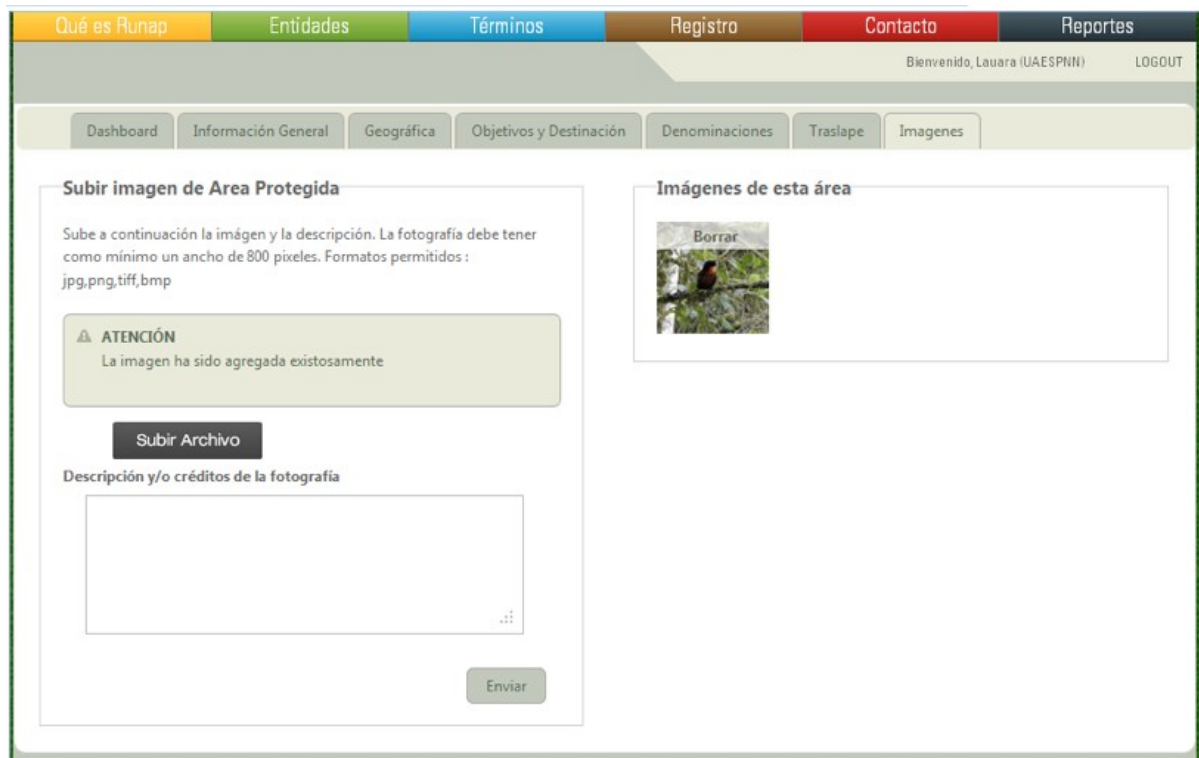 Qué es Runap Entidades Términos Registro Contacto Reportes
Bienvenido, Lauara (UAESPNN) LOGOUT
Dashboard Información General Geográfica Objetivos y Destinación Denominaciones Traslape Imagenes
Subir imagen de Area Protegida
Sube a continuación la imágen y la descripción. La fotografía debe tener
como mínimo un ancho de 800 pixeles. Formatos permitidos :
jpg,png,tiff,bmp
ATENCIÓN
La imagen ha sido agregada existosamente
Subir Archivo
Descripción y/o créditos de la fotografía
Enviar
Imágenes de esta área
Borrar